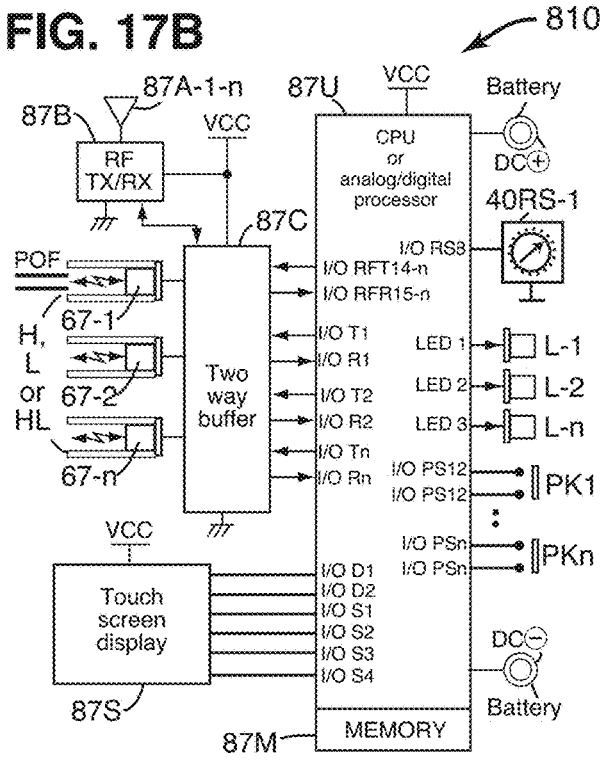 FIG. 17B
810
87A-1-n
87B
VCC
RF
TX/RX
87C
87U
VCC
CPU
or
analog/digital
processor
Battery
DC+
40RS-1
I/O RS8
POF
67-1
67-2
67-n
H,
L
or
HL
Two
way
buffer
I/O RFT14-n
I/O RFR15-n
I/O T1
I/O R1
I/O T2
I/O R2
I/O Tn
I/O Rn
LED 1
L-1
LED 2
L-2
LED 3
L-n
I/O PS12
I/O PS12
PK1
I/O PSn
I/O PSn
PKn
VCC
Touch
screen
display
87S
I/O D1
I/O D2
I/O S1
I/O S2
I/O S3
I/O S4
DC−
Battery
MEMORY
87M